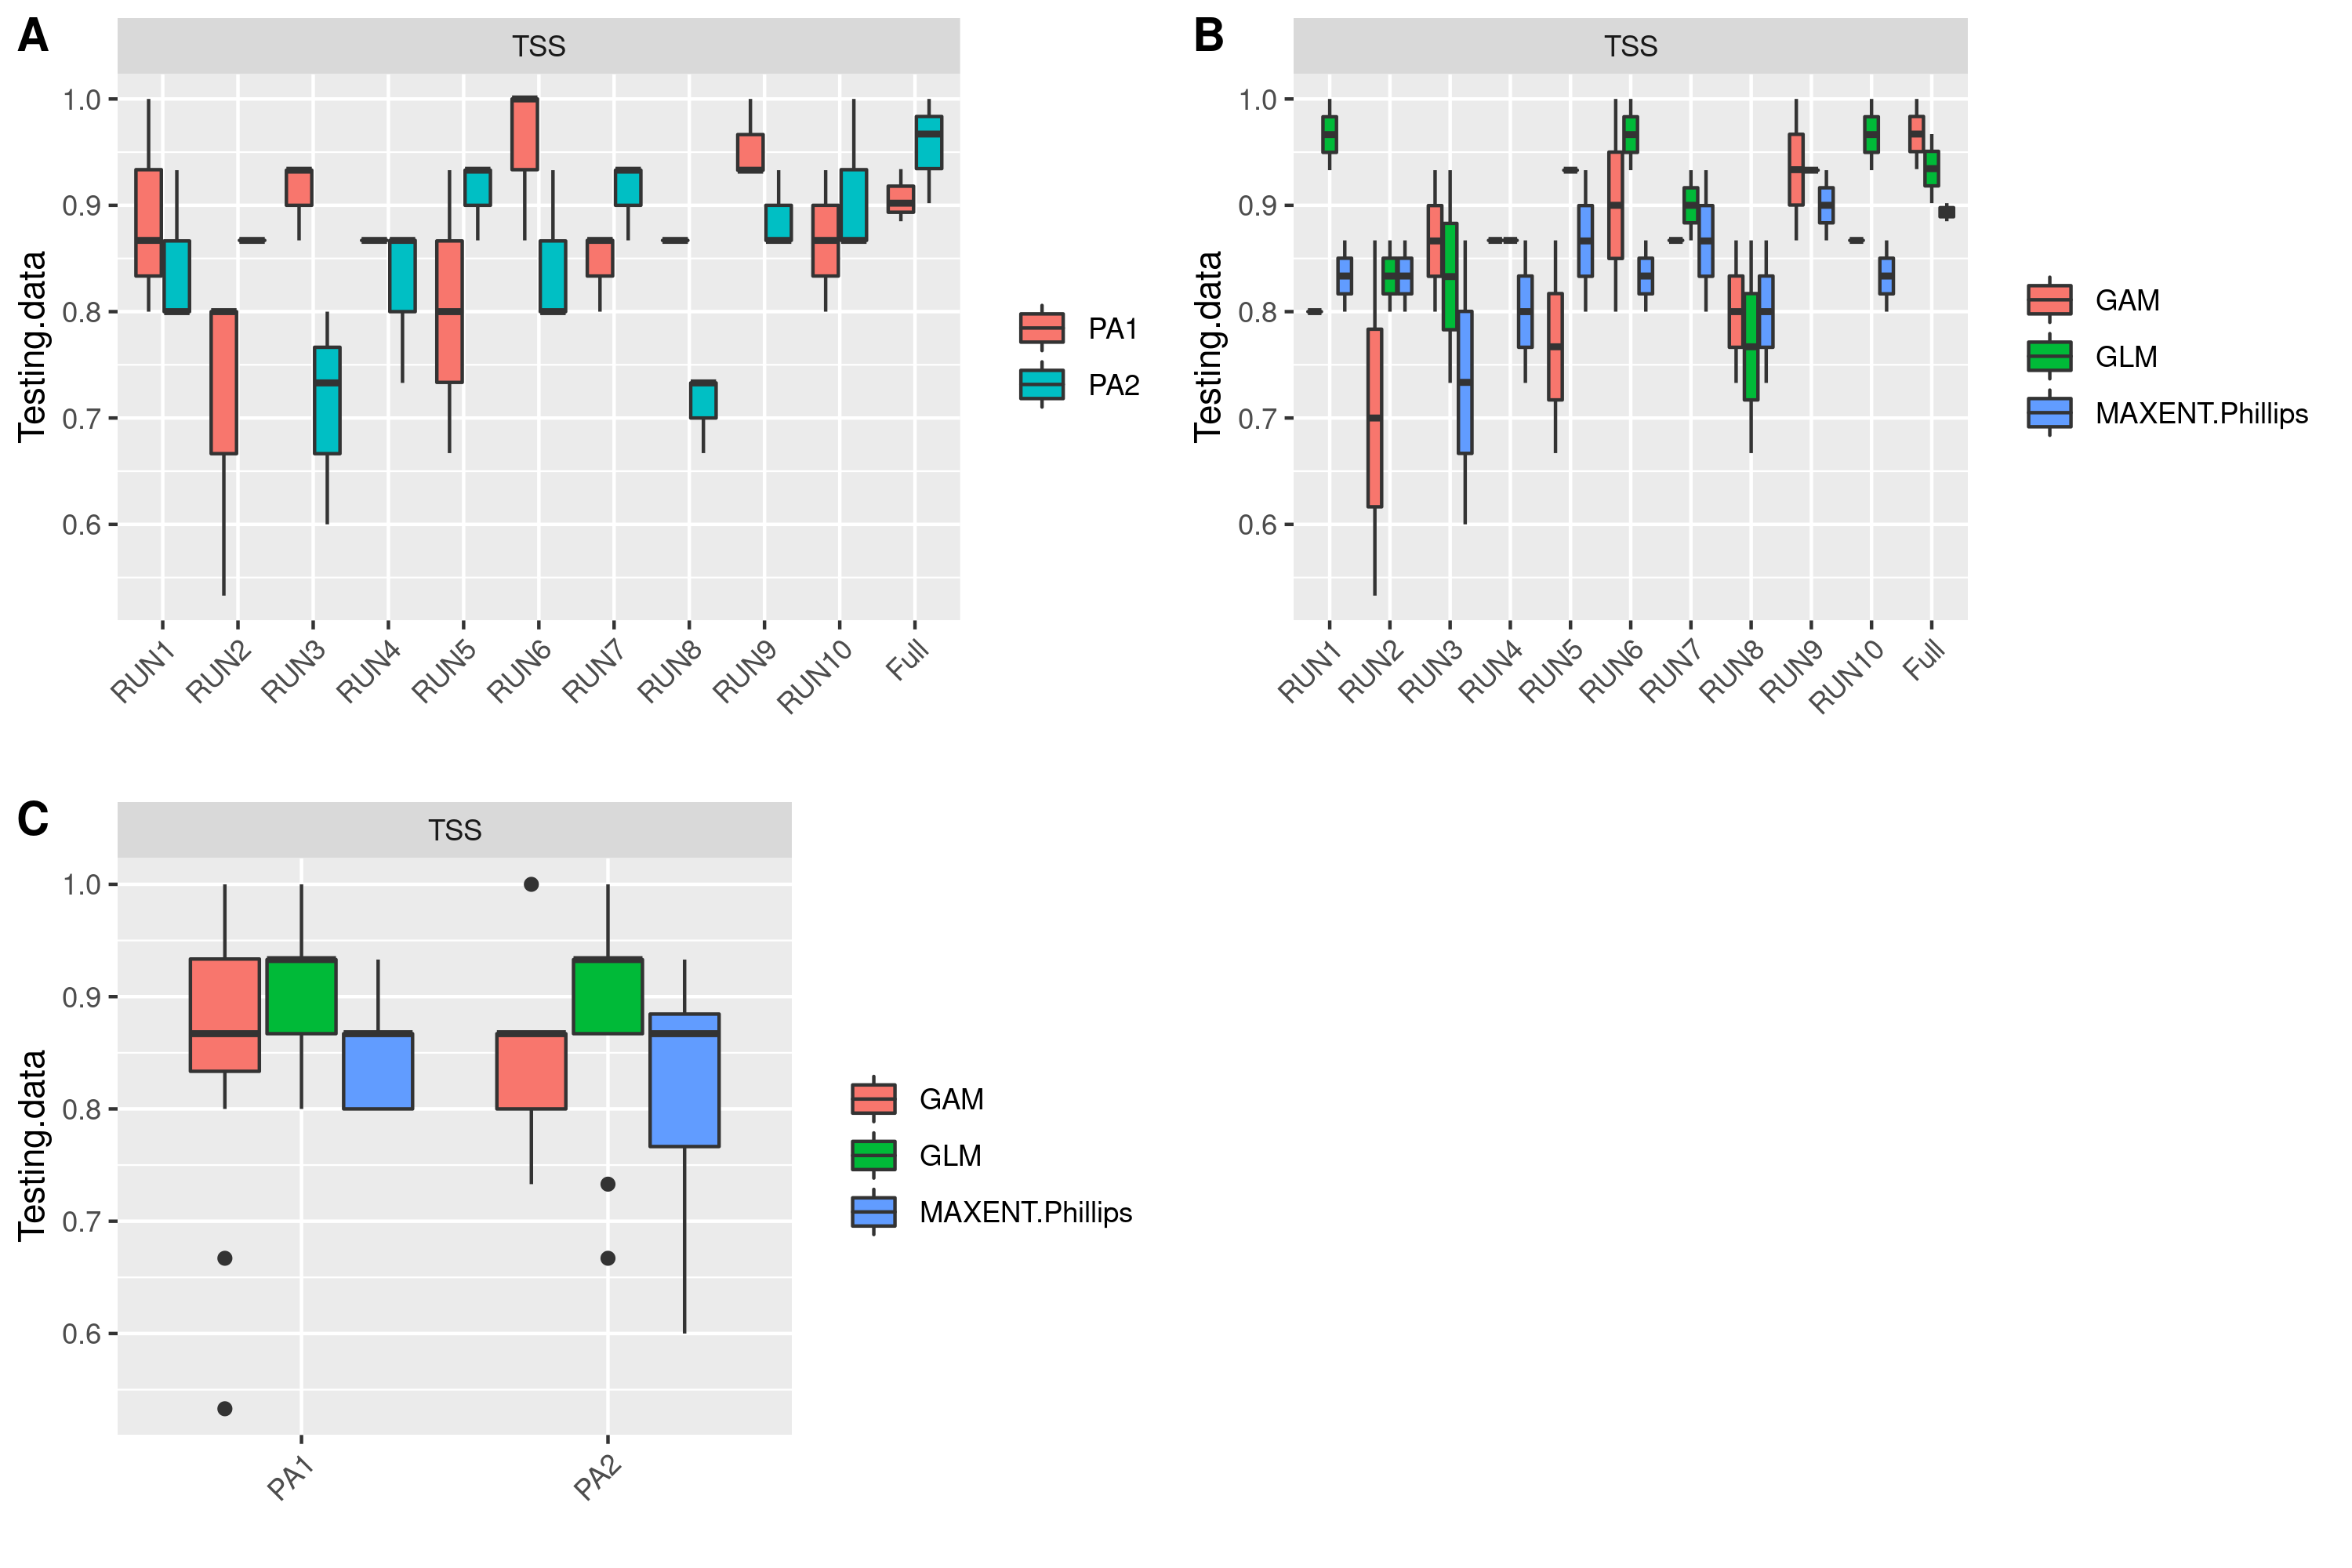 A
TSS
Testing.data
1.0
0.9
0.8
0.7
0.6
RUN1
RUN2
RUN3
RUN4
RUN5
RUN6
RUN7
RUN8
RUN9
RUN10
Full
PA1
PA2
B
TSS
Testing.data
1.0
0.9
0.8
0.7
0.6
RUN1
RUN2
RUN3
RUN4
RUN5
RUN6
RUN7
RUN8
RUN9
RUN10
Full
GAM
GLM
MAXENT.Phillips
C
TSS
Testing.data
1.0
0.9
0.8
0.7
0.6
PA1
PA2
GAM
GLM
MAXENT.Phillips